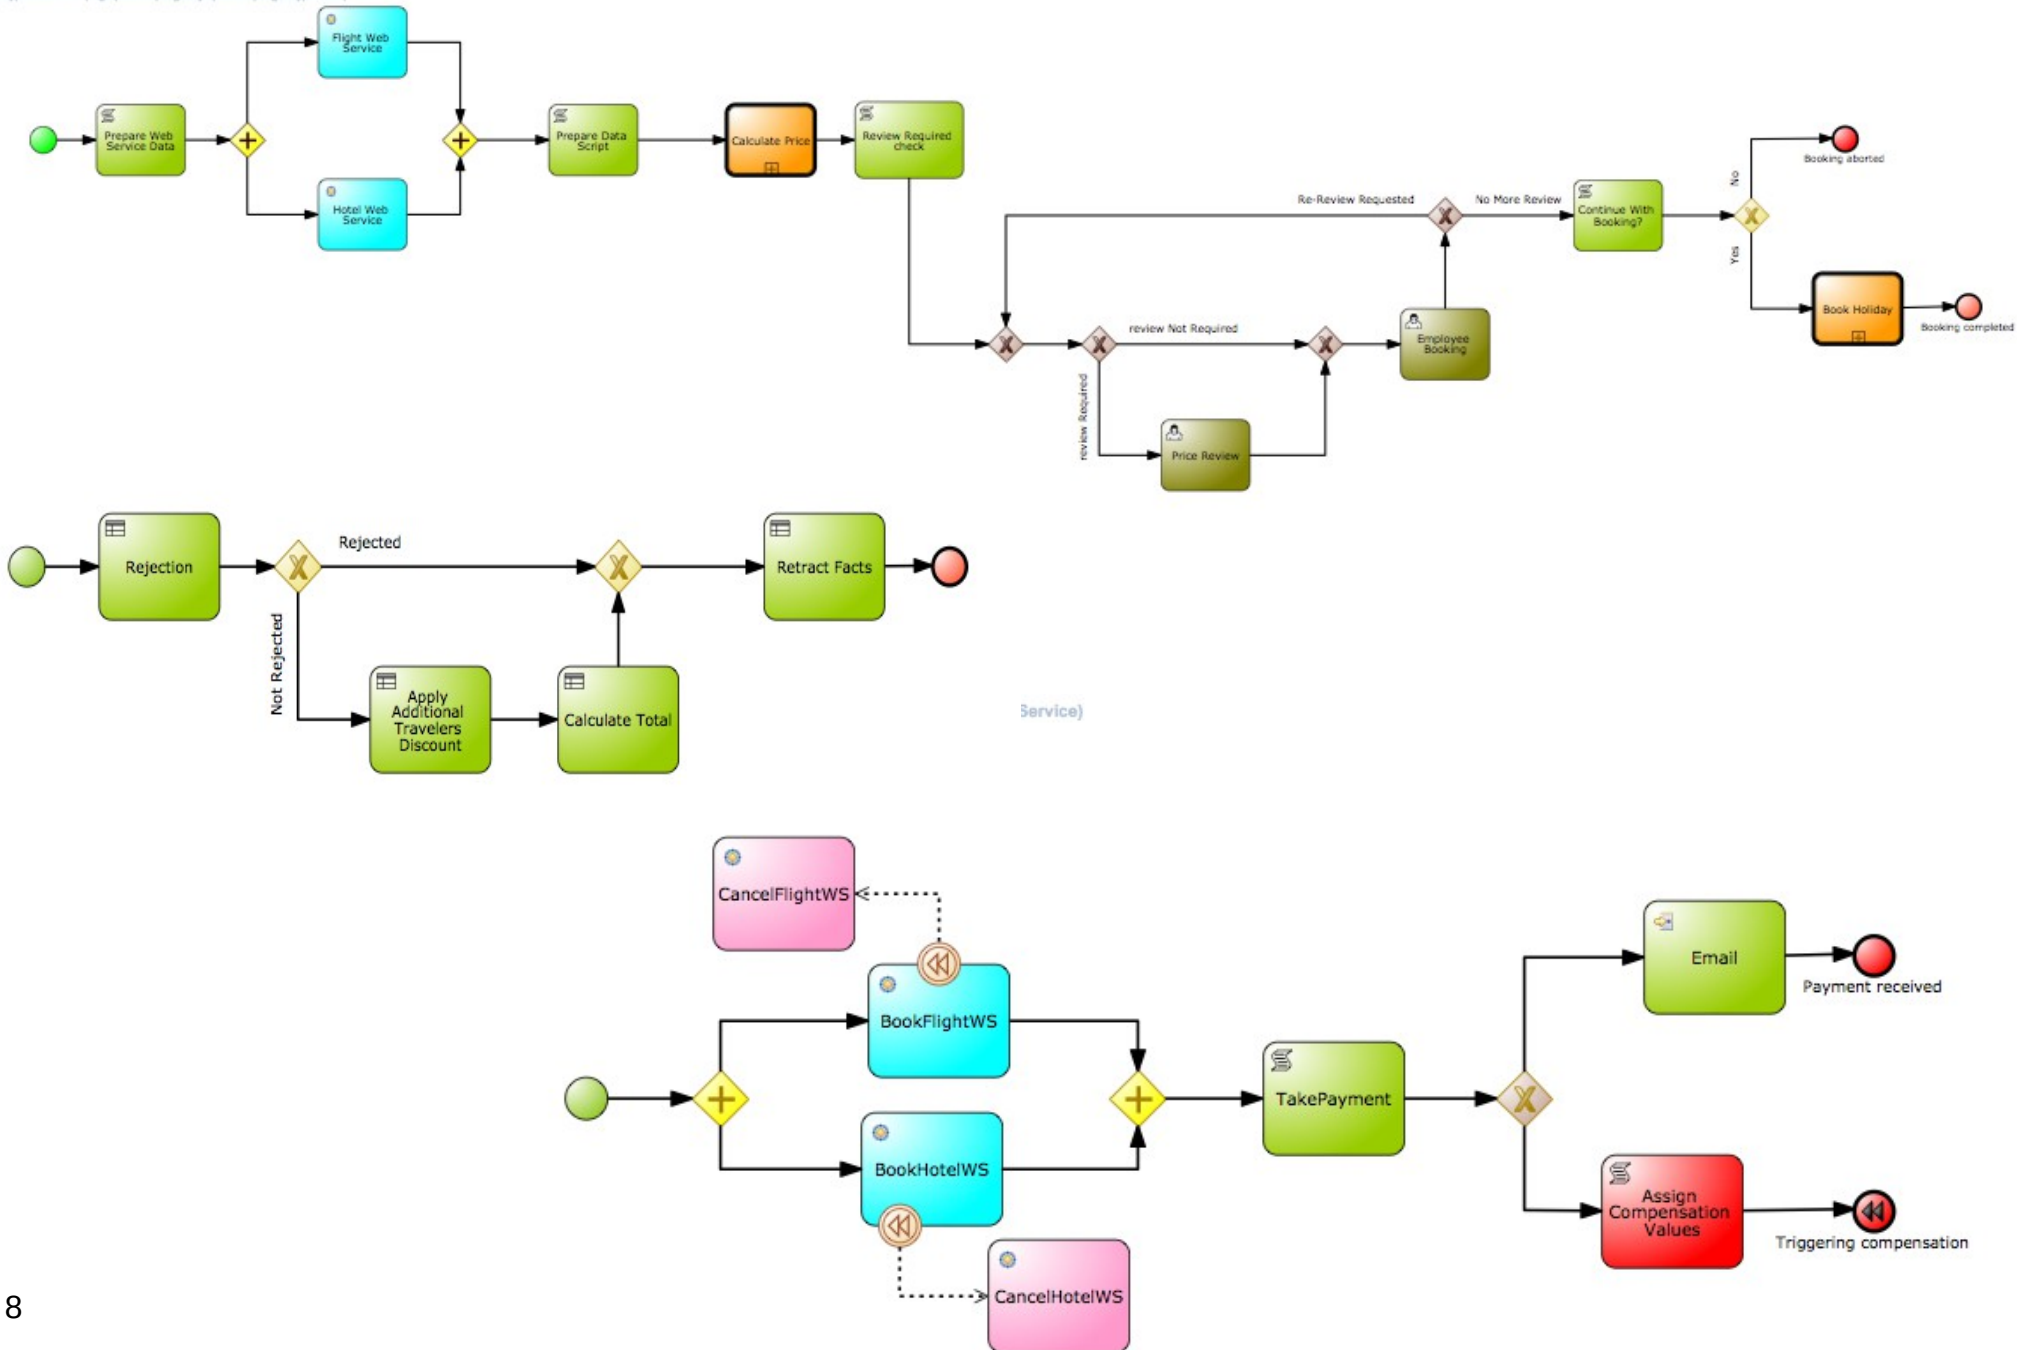 Flight Web
Service
Prepare Web
Service Data
Hotel Web
Service
Prepare Data
Script
Calculate Price
Review Required
check
Booking aborted
No
Re-Review Requested
No More Review
Continue With
Booking?
Yes
Book Holiday
Booking completed
review Not Required
Employee
Booking
review Required
Price Review
Rejection
Rejected
Retract Facts
Not Rejected
Apply
Additional
Travelers
Discount
Calculate Total
Service)
CancelFlightWS
BookFlightWS
BookHotelWS
CancelHotelWS
TakePayment
Email
Payment received
Assign
Compensation
Values
Triggering compensation
8